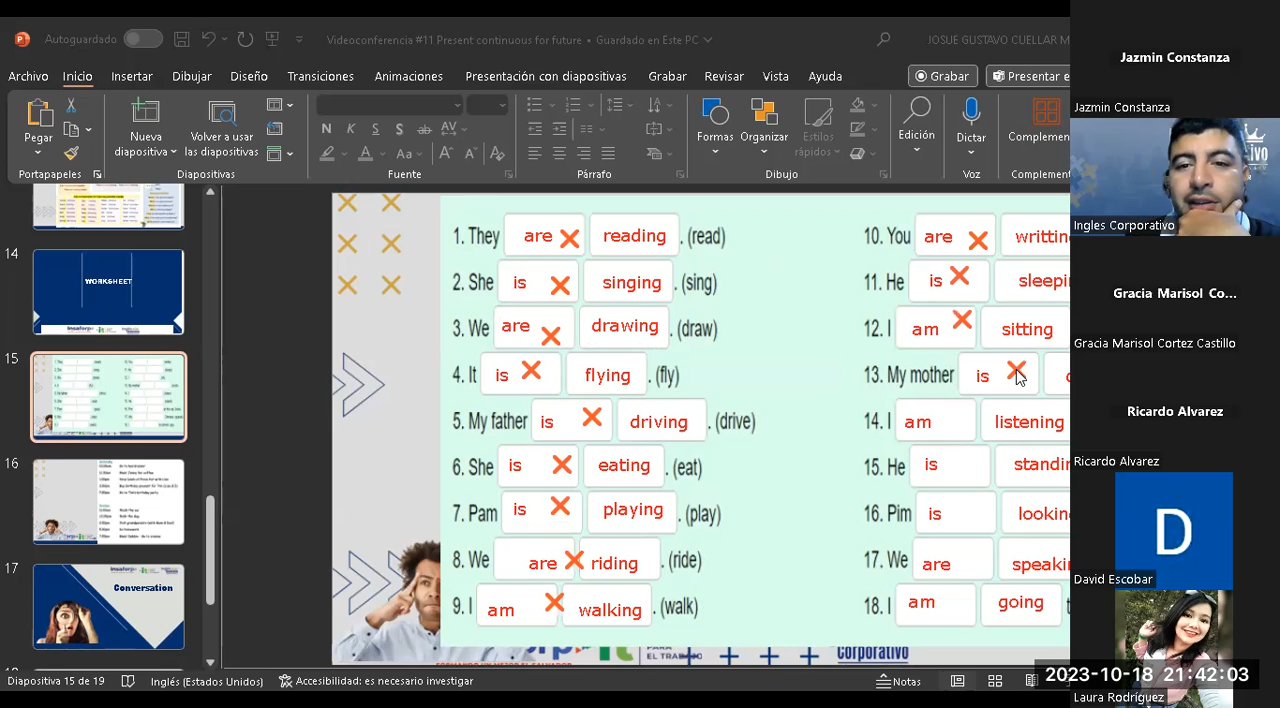 Autoguardado
Videoconferencia #11 Present continuous for future • Guardado en Este PC
JOSUE GUSTAVO CUELLAR M
Archivo Inicio Insertar Dibujar Diseño Transiciones Animaciones Presentación con diapositivas Grabar Revisar Vista Ayuda
Grabar
Presentar e
Pegar
Nueva diapositiva
Volver a usar las diapositivas
N K S S ab AV
Aa A A
Formas
Organizar
Estilos rápidos
Edición
Dictar
Complemen
Portapapeles
Diapositivas
Fuente
Párrafo
Dibujo
Voz
Complement
14
WORKSHEET
15
16
17
Conversation
1. They are reading . (read)
2. She is singing . (sing)
3. We are drawing . (draw)
4. It is flying . (fly)
5. My father is driving . (drive)
6. She is eating . (eat)
7. Pam is playing . (play)
8. We are riding . (ride)
9. I am walking . (walk)
10. You are writting
11. He is sleepi
12. I am sitting
13. My mother is
14. I am listening
15. He is standi
16. Pim is lookin
17. We are speaki
18. I am going t
PARA
EL TRABAJO
corporativo
Diapositiva 15 de 19
Inglés (Estados Unidos)
Accesibilidad: es necesario investigar
Notas
Jazmin Constanza
Jazmin Constanza
Ingles Corporativo
Gracia Marisol Co...
Gracia Marisol Cortez Castillo
Ricardo Alvarez
Ricardo Alvarez
D
David Escobar
2023-10-18 21:42:03
Laura Rodríguez